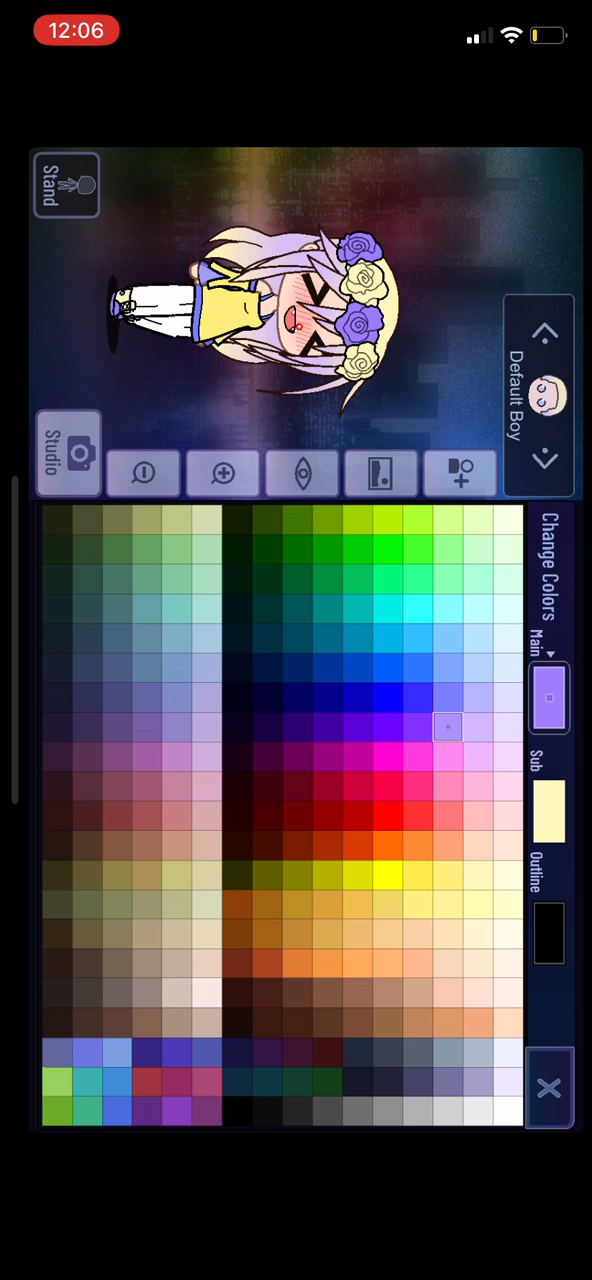 12:06
Stand
Default Boy
Studio
Change Colors
Main
Sub
Outline
X